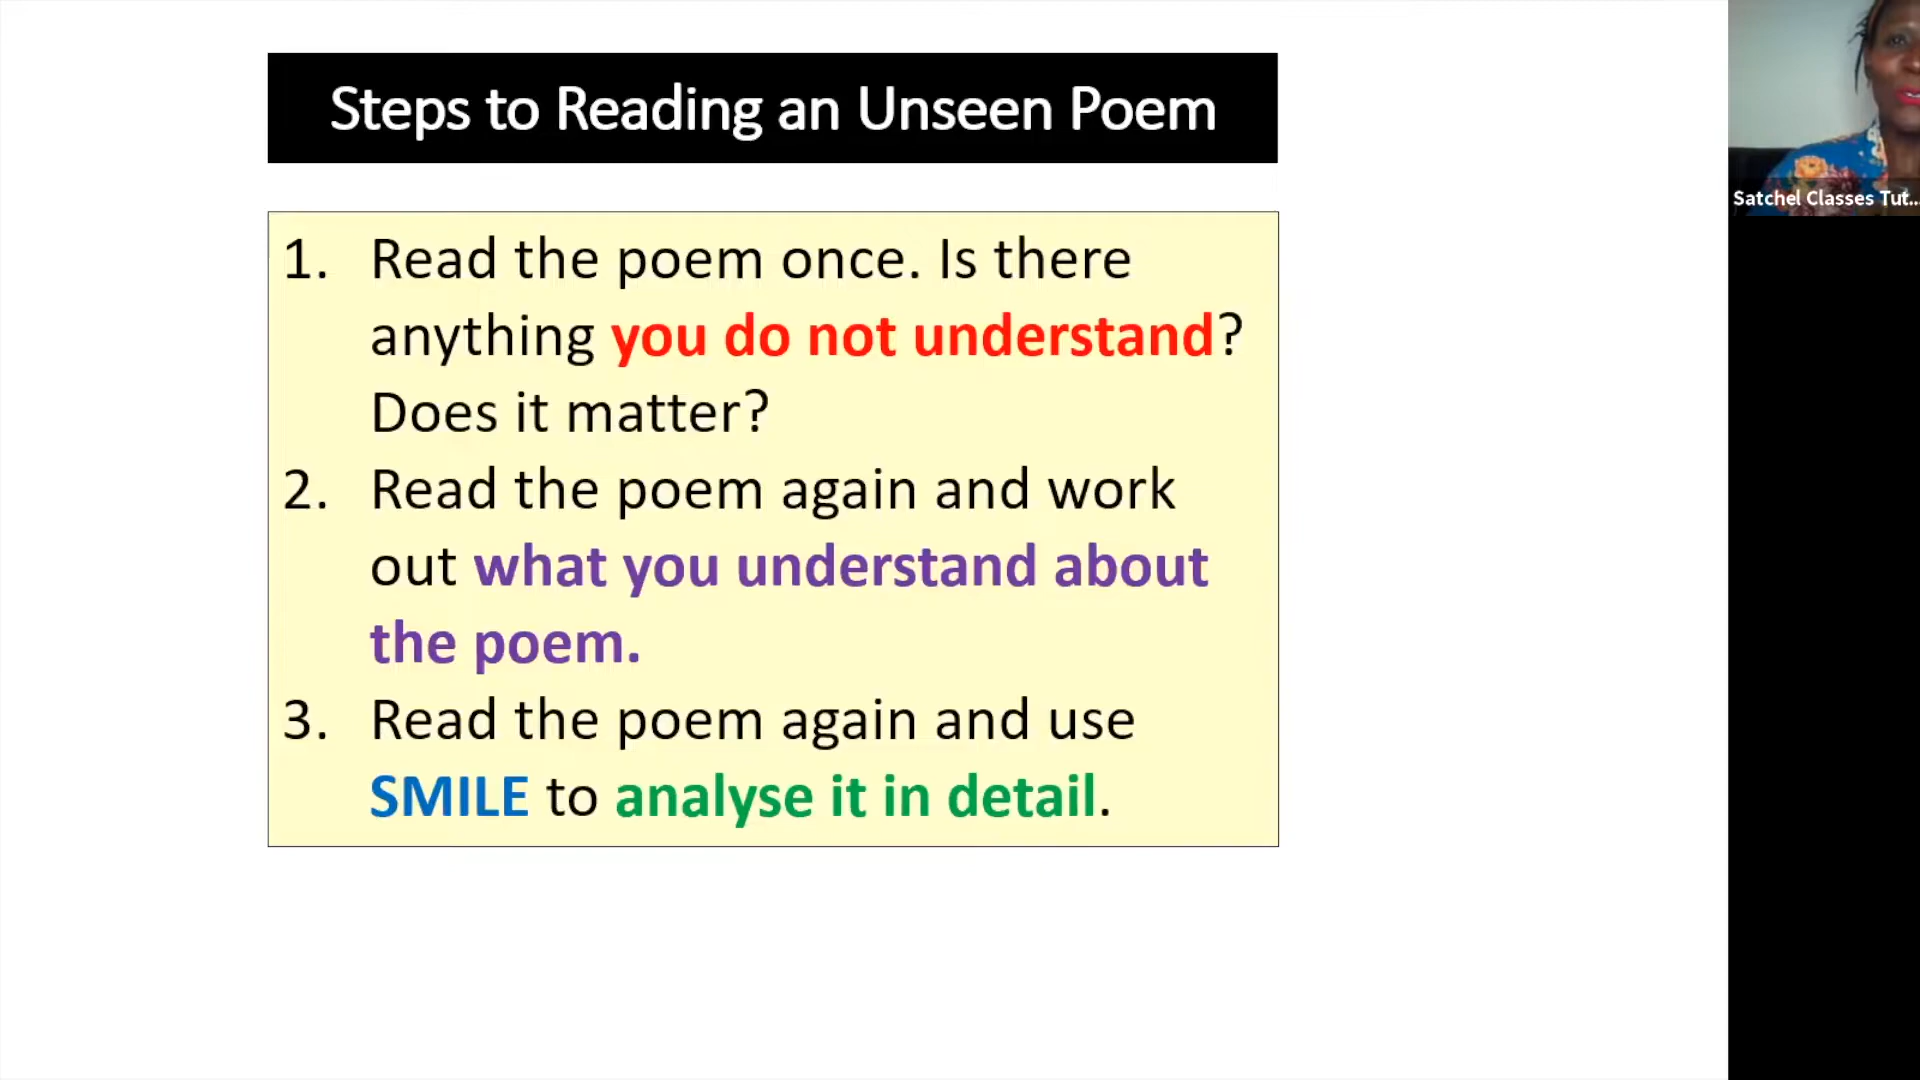 Steps to Reading an Unseen Poem
1. Read the poem once. Is there
anything you do not understand?
Does it matter?
2. Read the poem again and work
out what you understand about
the poem.
3. Read the poem again and use
SMILE to analyse it in detail.
Satchel Classes Tut...